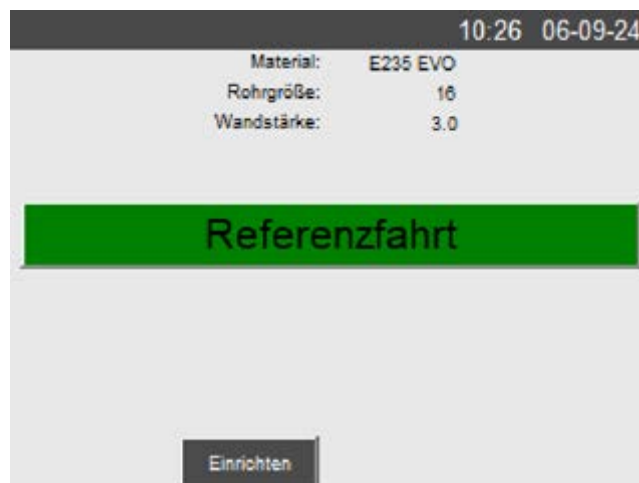 10:26 06-09-24
Material: E235 EVO
Rohrgröße: 16
Wandstärke: 3.0
Referenzfahrt
Einrichten